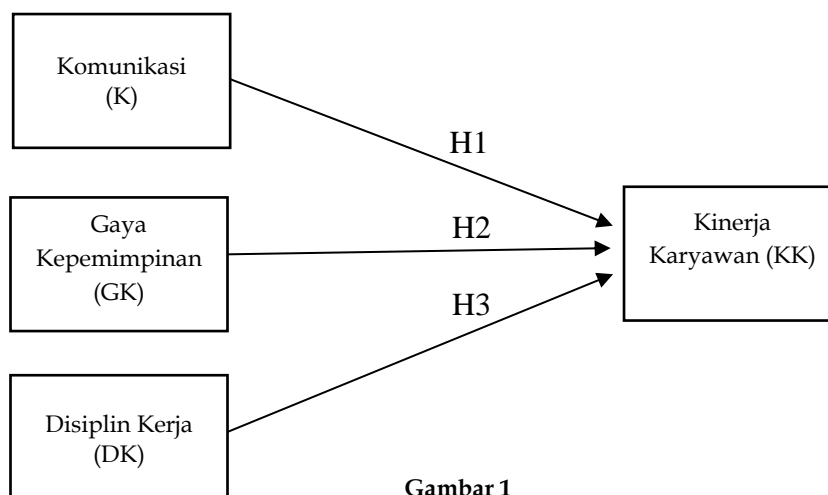 Komunikasi
(K)
H1
Gaya
Kepemimpinan
(GK)
H2
Kinerja
Karyawan (KK)
H3
Disiplin Kerja
(DK)
Gambar 1